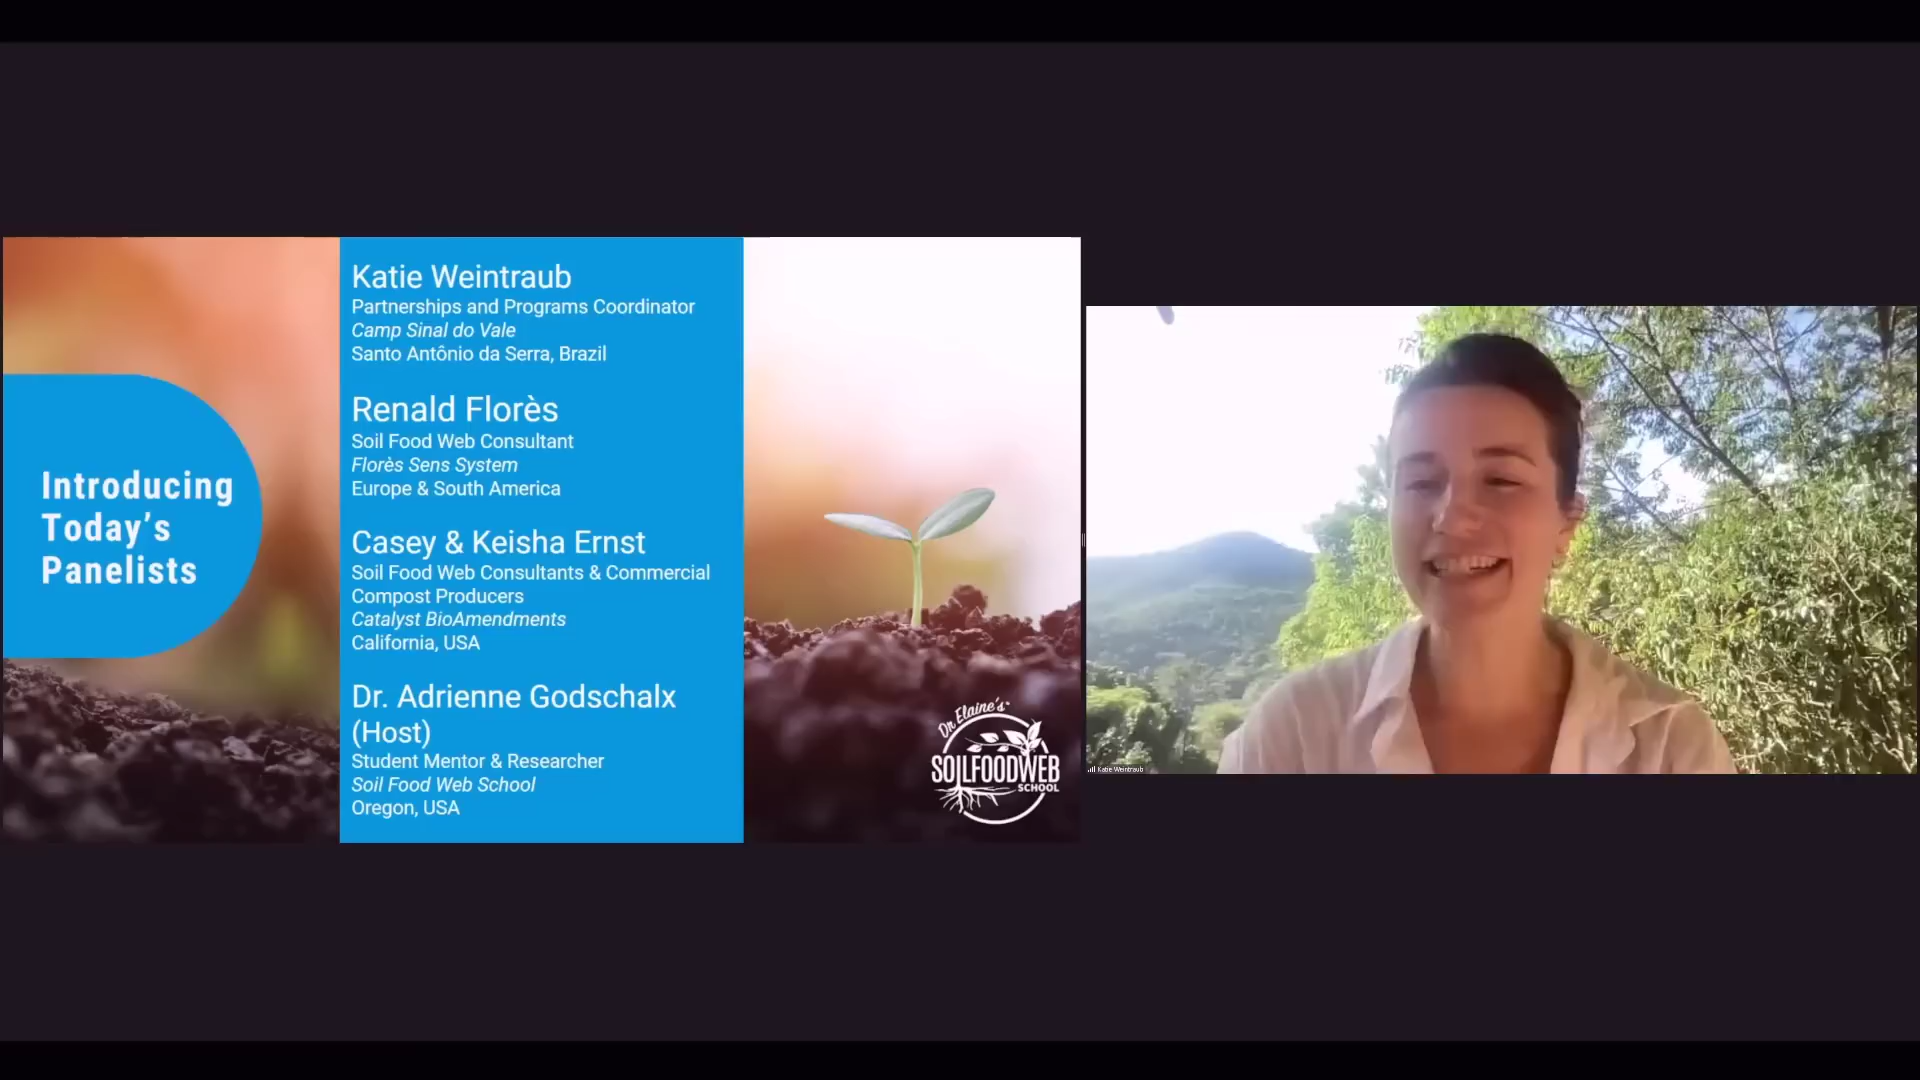 Introducing
Today’s
Panelists
Katie Weintraub
Partnerships and Programs Coordinator
Camp Sinal do Vale
Santo Antônio da Serra, Brazil
Renald Florès
Soil Food Web Consultant
Florès Sens System
Europe & South America
Casey & Keisha Ernst
Soil Food Web Consultants & Commercial
Compost Producers
Catalyst BioAmendments
California, USA
Dr. Adrienne Godschalx
(Host)
Student Mentor & Researcher
Soil Food Web School
Oregon, USA
Dr Elaine's™
SOILFOODWEB
SCHOOL
Katie Weintraub